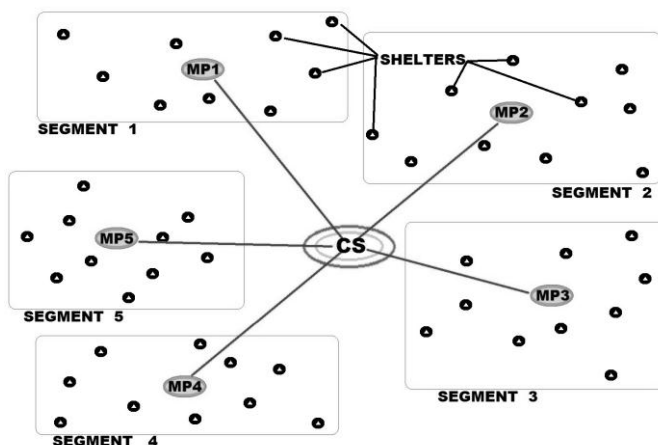 MP1
SHELTERS
MP2
SEGMENT 1
SEGMENT 2
MP5
CS
MP3
SEGMENT 5
MP4
SEGMENT 3
SEGMENT 4